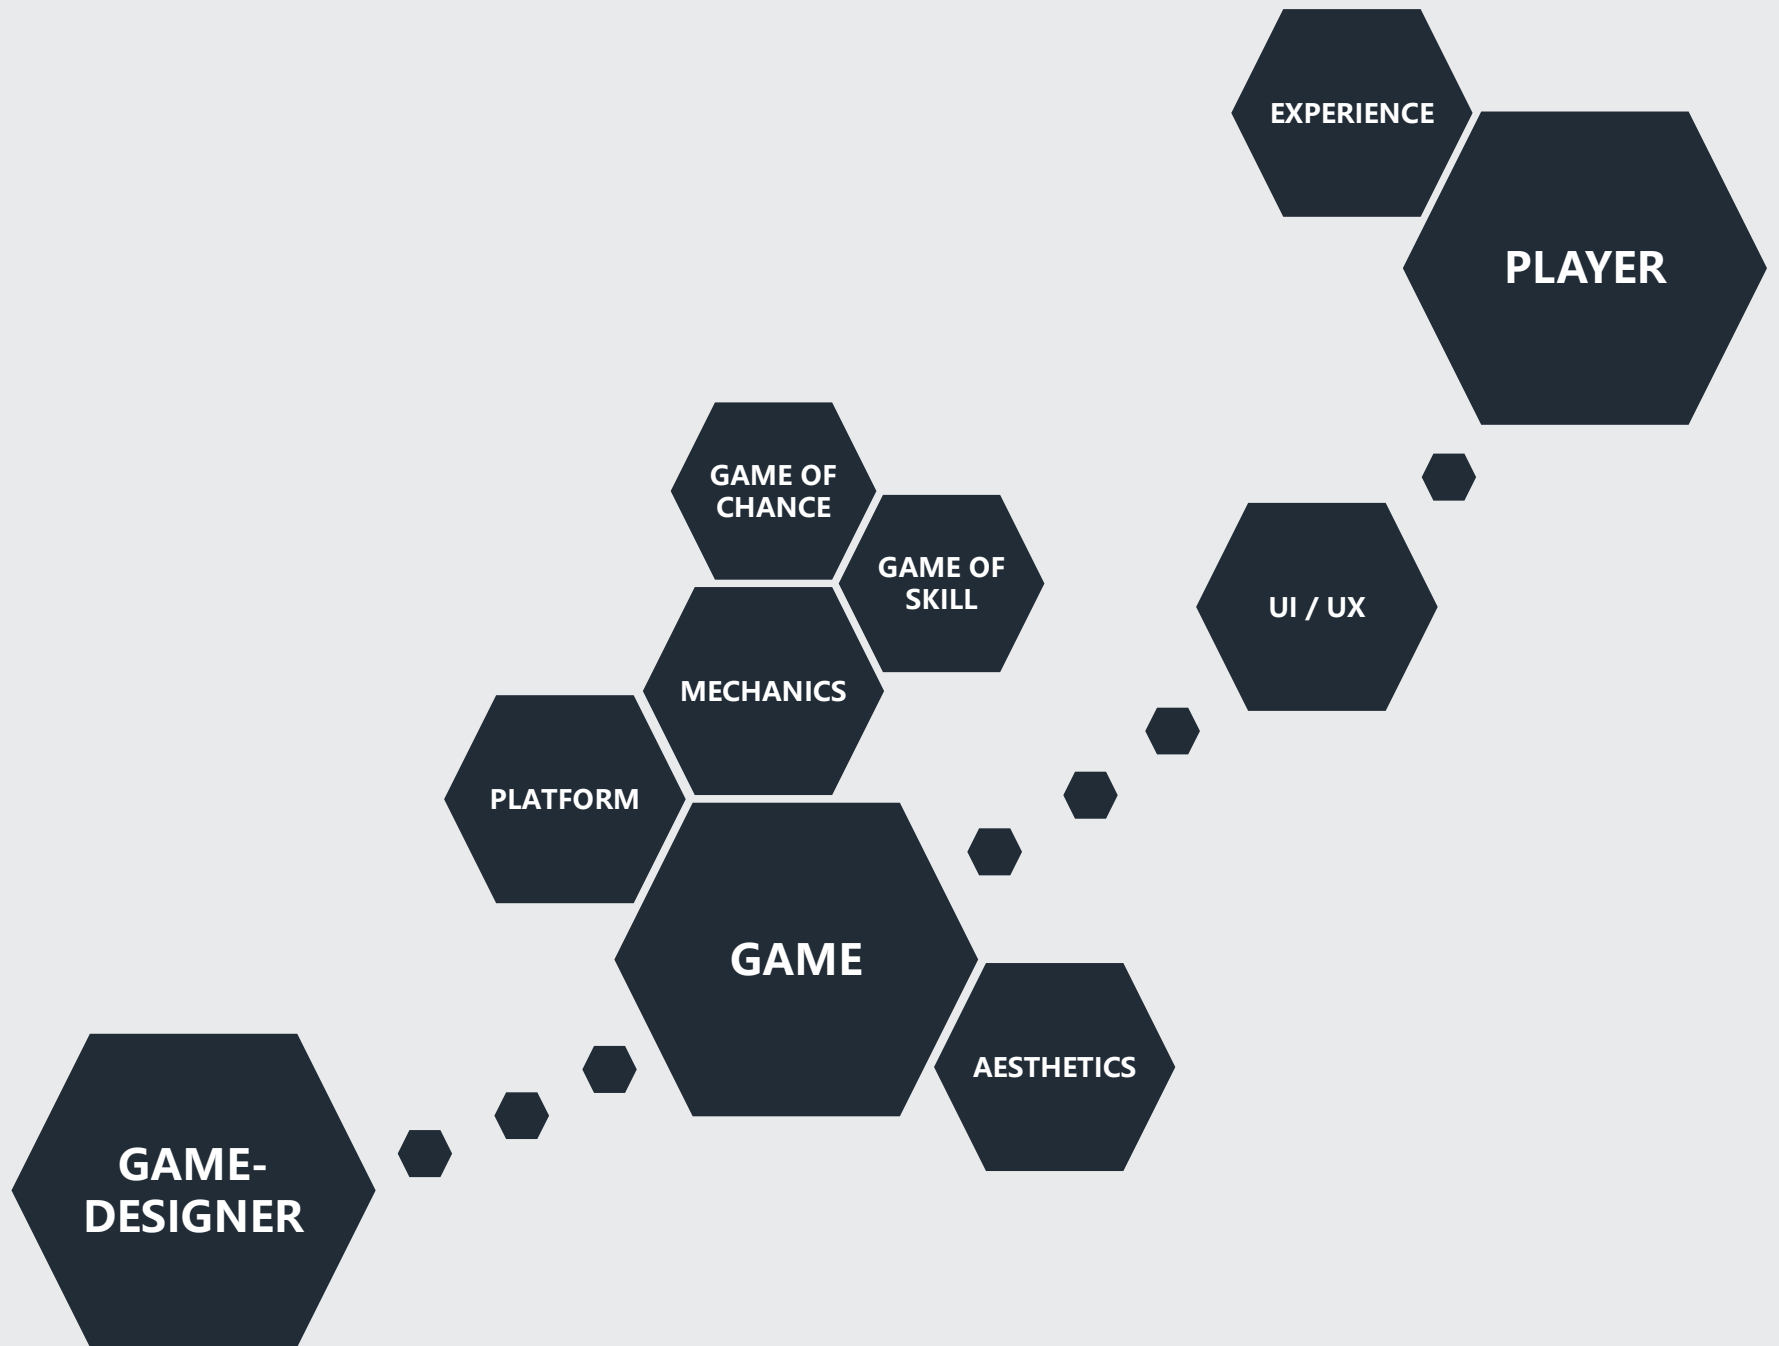 EXPERIENCE
PLAYER
GAME OF
CHANCE
GAME OF
SKILL
UI / UX
MECHANICS
PLATFORM
GAME
AESTHETICS
GAME-
DESIGNER